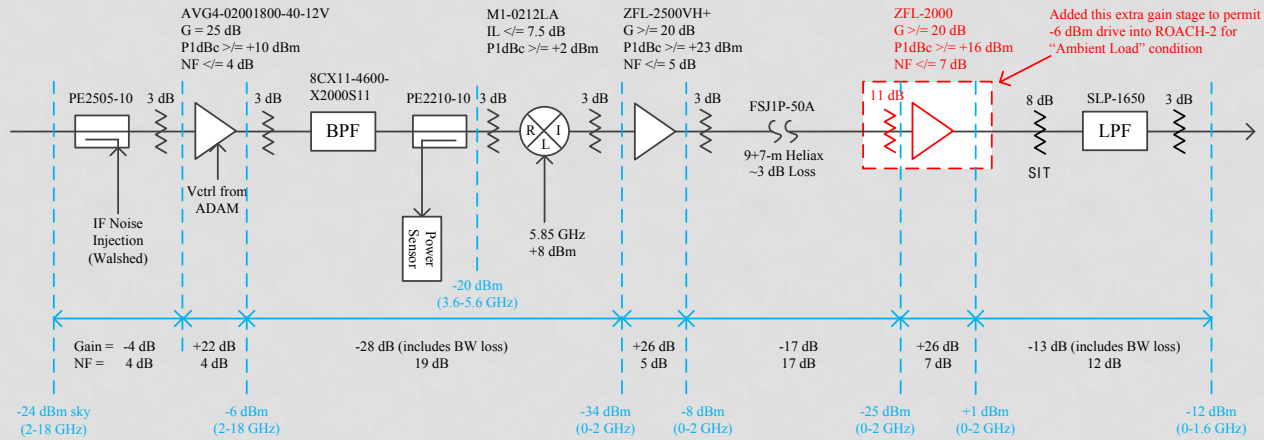 AVG4-02001800-40-12V
G = 25 dB
P1dBc >/= +10 dBm
NF </= 4 dB
M1-0212LA
IL </= 7.5 dB
P1dBc >/= +2 dBm
ZFL-2500VH+
G >/= 20 dB
P1dBc >/= +23 dBm
NF </= 5 dB
ZFL-2000
G >/= 20 dB
P1dBc >/= +16 dBm
NF </= 7 dB
Added this extra gain stage to permit
-6 dBm drive into ROACH-2 for
“Ambient Load” condition
8CX11-4600-
X2000S11
PE2505-10
3 dB
3 dB
PE2210-10
3 dB
3 dB
3 dB
FSJ1P-50A
11 dB
8 dB
SLP-1650
3 dB
BPF
R
I
L
LPF
9+7-m Heliax
~3 dB Loss
SIT
Vctrl from
ADAM
IF Noise
Injection
(Walshed)
Power
Sensor
5.85 GHz
+8 dBm
-20 dBm
(3.6-5.6 GHz)
Gain = -4 dB
NF = 4 dB
+22 dB
4 dB
-28 dB (includes BW loss)
19 dB
+26 dB
5 dB
-17 dB
17 dB
+26 dB
7 dB
-13 dB (includes BW loss)
12 dB
-24 dBm sky
(2-18 GHz)
-6 dBm
(2-18 GHz)
-34 dBm
(0-2 GHz)
-8 dBm
(0-2 GHz)
-25 dBm
(0-2 GHz)
+1 dBm
(0-2 GHz)
-12 dBm
(0-1.6 GHz)